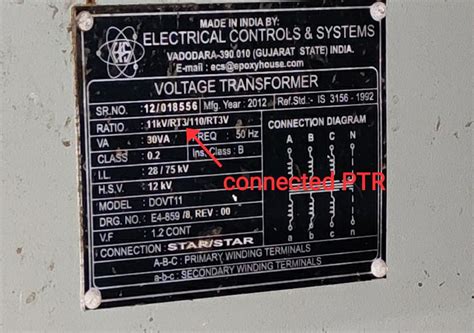 MADE IN INDIA BY:
ELECTRICAL CONTROLS & SYSTEMS
VADODARA-390 010 (GUJARAT STATE) INDIA.
E-mail : ecs@epoxyhouse.com
VOLTAGE TRANSFORMER
SR.NO. : 12/018556 Mfg. Year : 2012 Ref.Std : IS 3156 - 1992
RATIO : 11kV/RT3/110/RT3V
VA : 30VA FREQ : 50 Hz
CLASS : 0.2 Ins. Class : B
I.L : 28 / 75 kV
H.S.V. : 12 kV
MODEL : DOVT11
DRG. NO. : E4-859 /8, REV : 00
V.F : 1.2 CONT
CONNECTION : STAR/STAR
A-B-C : PRIMARY WINDING TERMINALS
a-b-c : SECONDARY WINDING TERMINALS
CONNECTION DIAGRAM
A B C N
a b c n
connected PTR